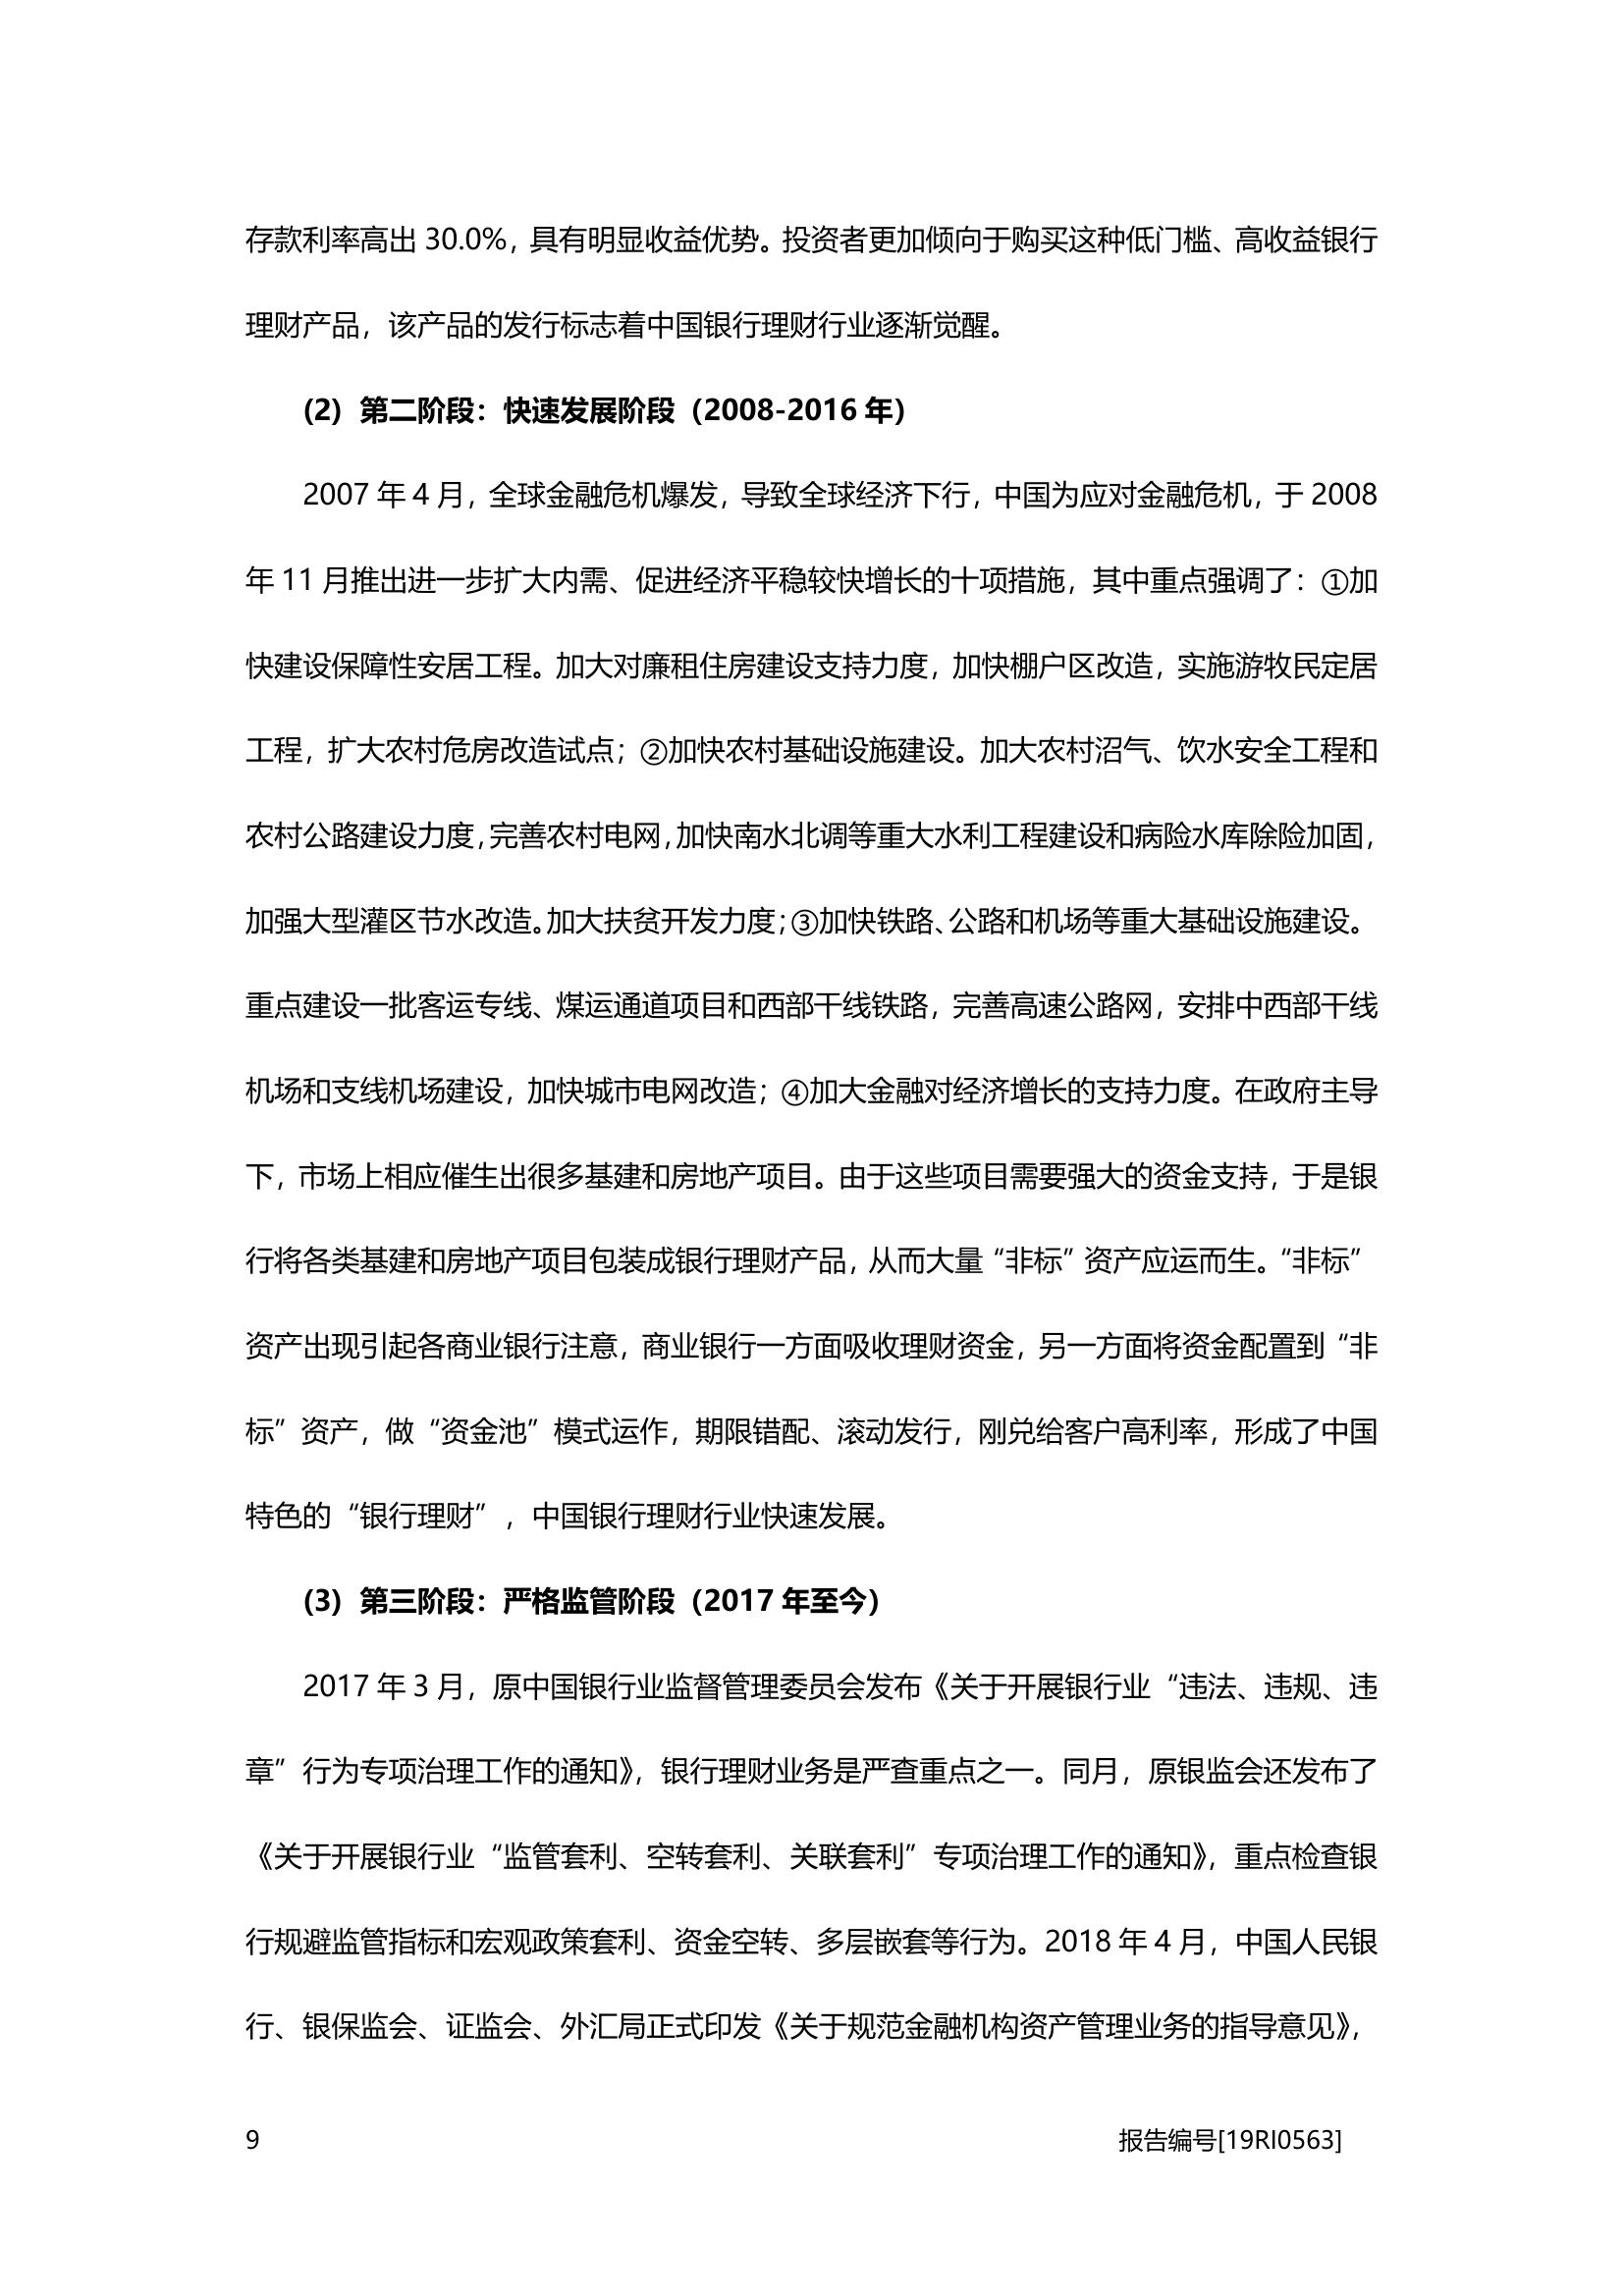 存款利率高出 30.0%，具有明显收益优势。投资者更加倾向于购买这种低门槛、高收益银行
理财产品，该产品的发行标志着中国银行理财行业逐渐觉醒。
(2) 第二阶段：快速发展阶段（2008-2016 年）
2007 年 4 月，全球金融危机爆发，导致全球经济下行，中国为应对金融危机，于 2008
年 11 月推出进一步扩大内需、促进经济平稳较快增长的十项措施，其中重点强调了：①加
快建设保障性安居工程。加大对廉租住房建设支持力度，加快棚户区改造，实施游牧民定居
工程，扩大农村危房改造试点；②加快农村基础设施建设。加大农村沼气、饮水安全工程和
农村公路建设力度，完善农村电网，加快南水北调等重大水利工程建设和病险水库除险加固，
加强大型灌区节水改造。加大扶贫开发力度；③加快铁路、公路和机场等重大基础设施建设。
重点建设一批客运专线、煤运通道项目和西部干线铁路，完善高速公路网，安排中西部干线
机场和支线机场建设，加快城市电网改造；④加大金融对经济增长的支持力度。在政府主导
下，市场上相应催生出很多基建和房地产项目。由于这些项目需要强大的资金支持，于是银
行将各类基建和房地产项目包装成银行理财产品，从而大量“非标”资产应运而生。“非标”
资产出现引起各商业银行注意，商业银行一方面吸收理财资金，另一方面将资金配置到“非
标”资产，做“资金池”模式运作，期限错配、滚动发行，刚兑给客户高利率，形成了中国
特色的“银行理财”，中国银行理财行业快速发展。
(3) 第三阶段：严格监管阶段（2017 年至今）
2017 年 3 月，原中国银行业监督管理委员会发布《关于开展银行业“违法、违规、违
章”行为专项治理工作的通知》，银行理财业务是严查重点之一。同月，原银监会还发布了
《关于开展银行业“监管套利、空转套利、关联套利”专项治理工作的通知》，重点检查银
行规避监管指标和宏观政策套利、资金空转、多层嵌套等行为。2018 年 4 月，中国人民银
行、银保监会、证监会、外汇局正式印发《关于规范金融机构资产管理业务的指导意见》，
9 报告编号[19RI0563]